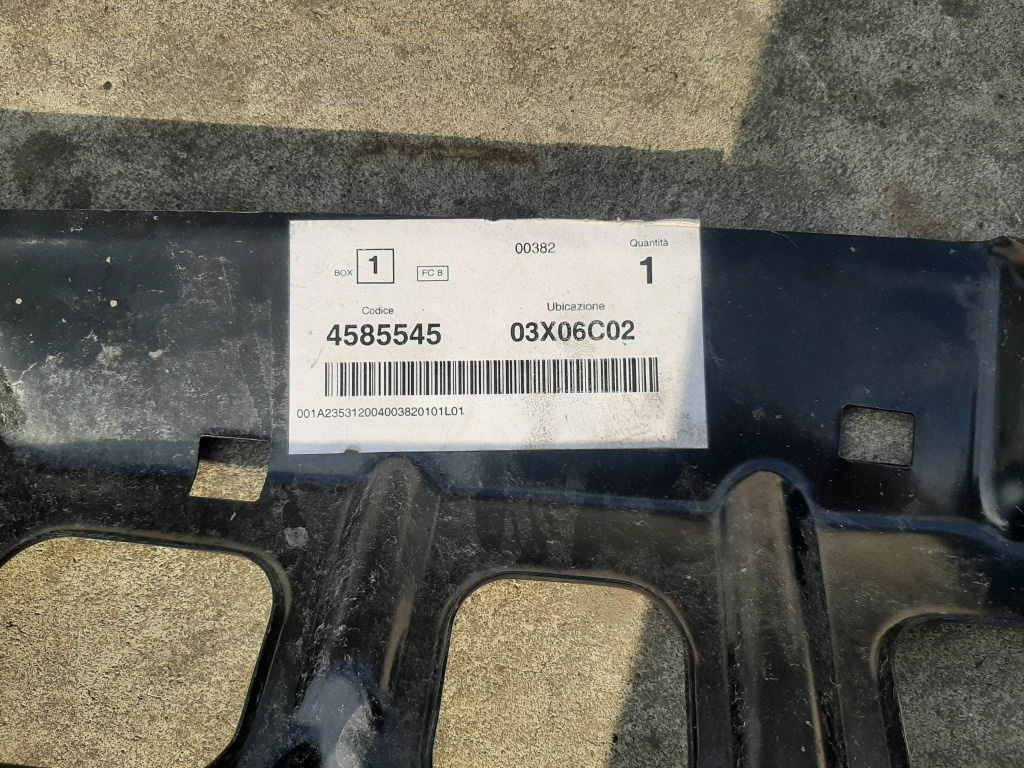 00382
Quantità
BOX 1 FC 8
1
Codice
Ubicazione
4585545
03X06C02
001A235312004003820101L01